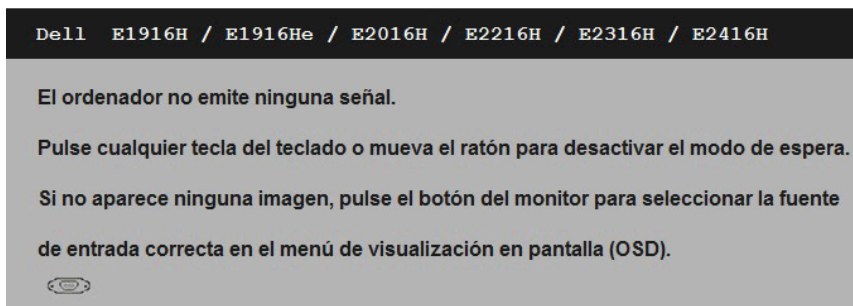 Dell E1916H / E1916He / E2016H / E2216H / E2316H / E2416H
El ordenador no emite ninguna señal.
Pulse cualquier tecla del teclado o mueva el ratón para desactivar el modo de espera.
Si no aparece ninguna imagen, pulse el botón del monitor para seleccionar la fuente
de entrada correcta en el menú de visualización en pantalla (OSD).